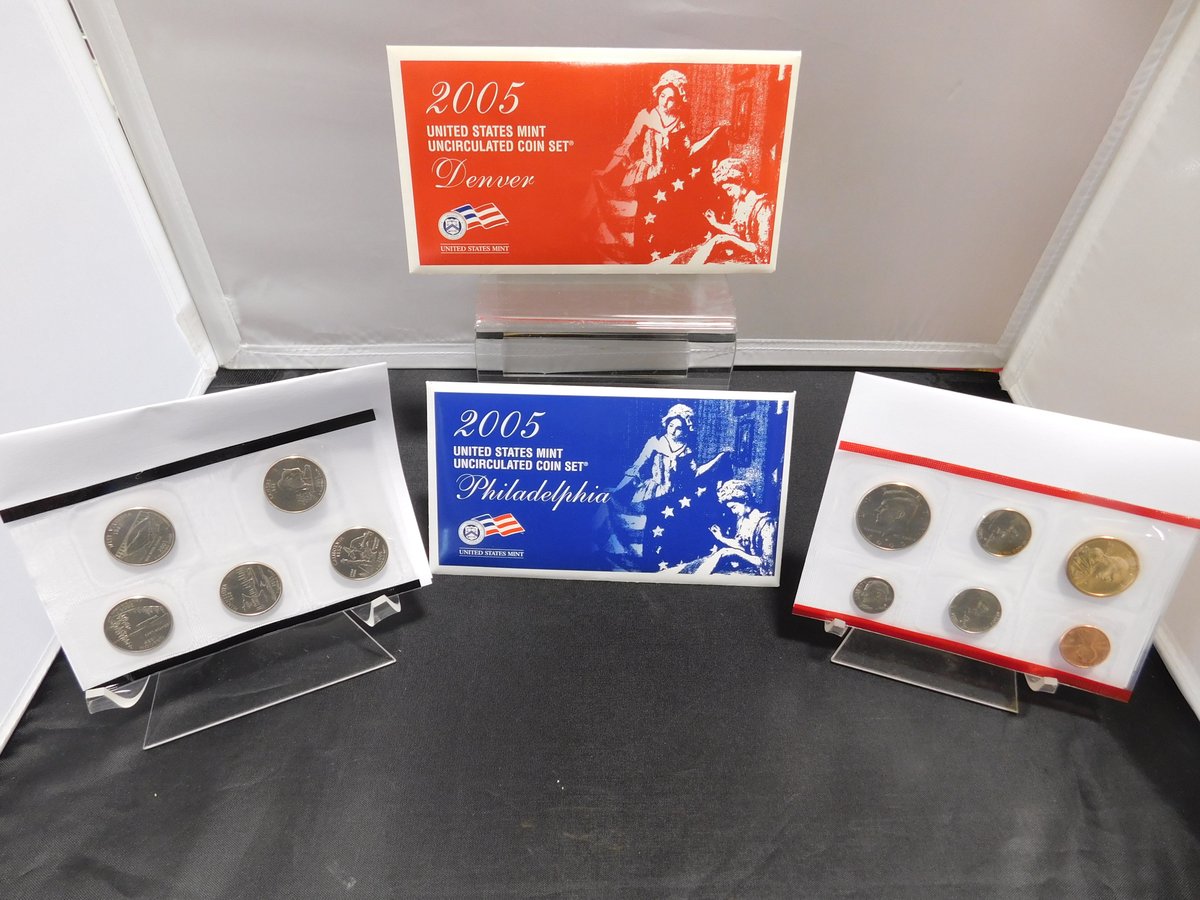 2005
UNITED STATES MINT
UNCIRCULATED COIN SET®
Denver
UNITED STATES MINT
2005
UNITED STATES MINT
UNCIRCULATED COIN SET®
Philadelphia
UNITED STATES MINT